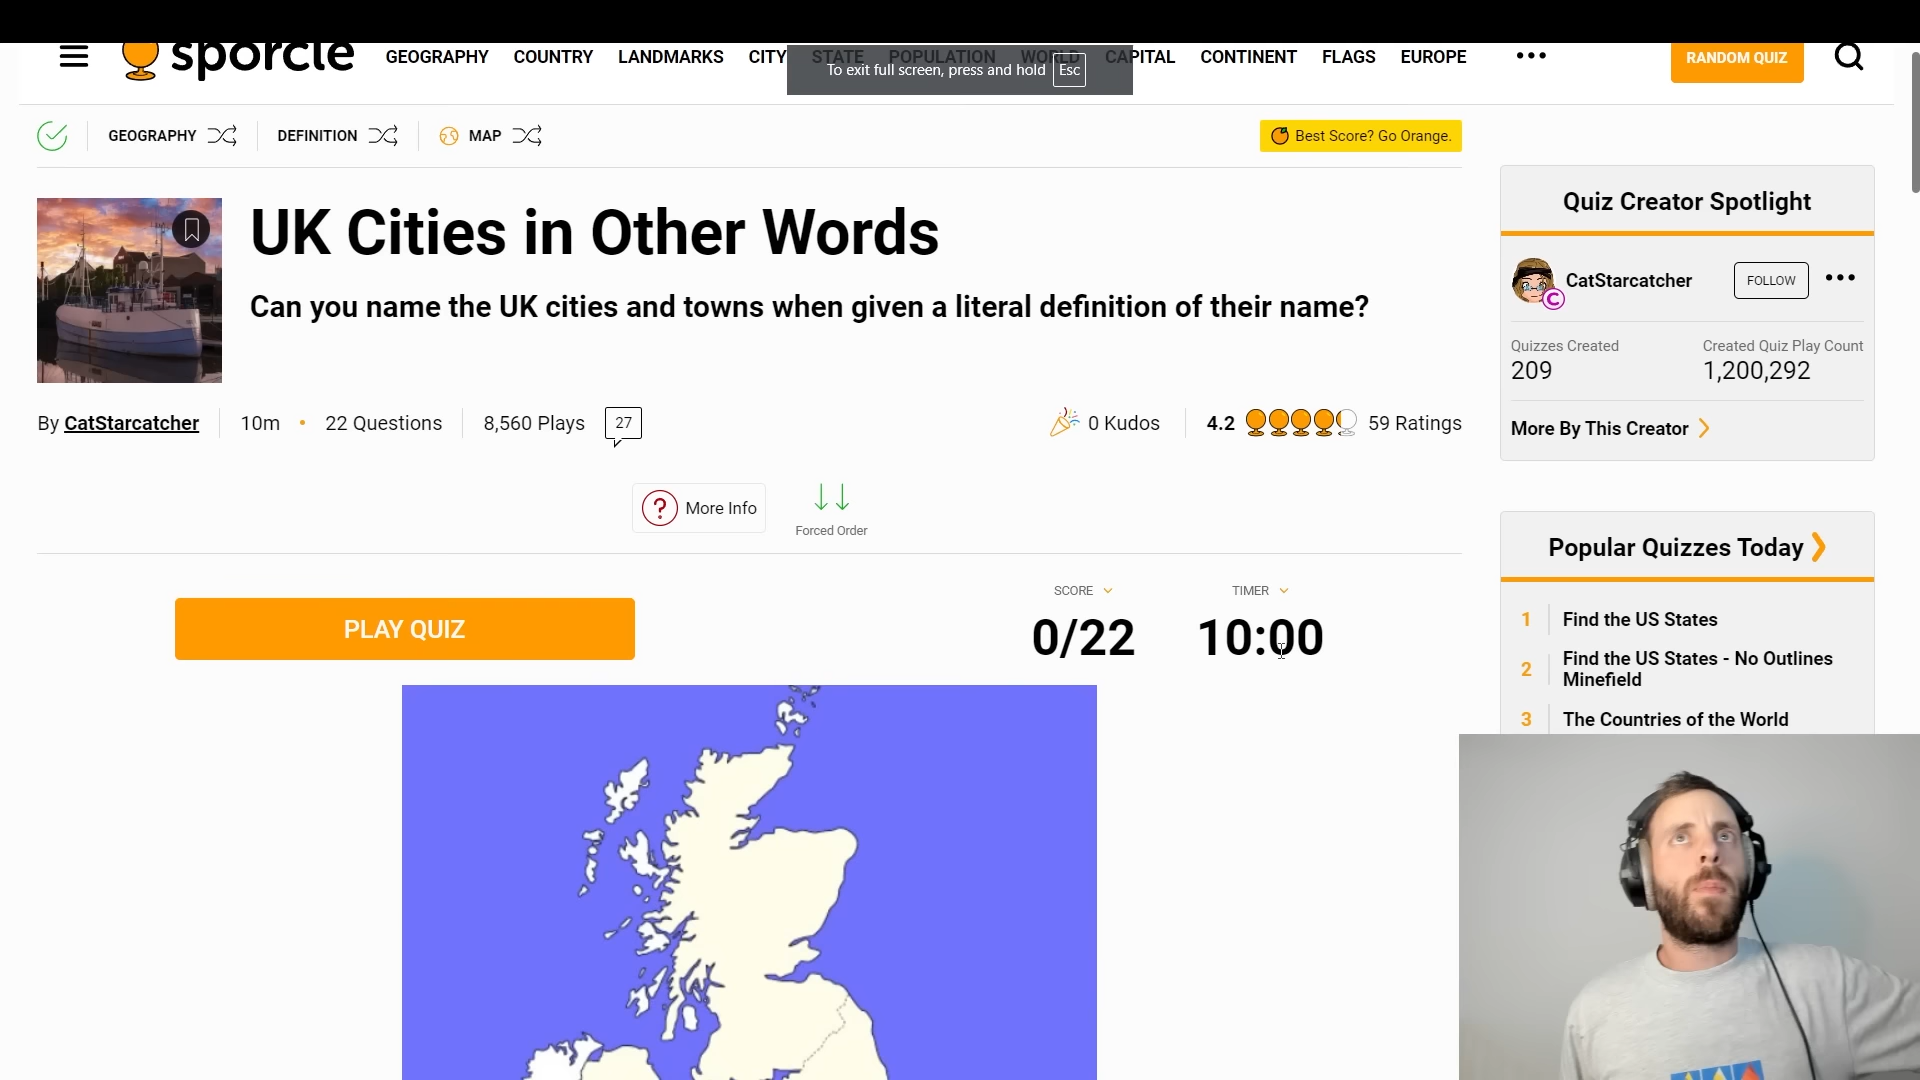 sporcle
GEOGRAPHY COUNTRY LANDMARKS CITY STATE POPULATION WORLD CAPITAL CONTINENT FLAGS EUROPE
RANDOM QUIZ
To exit full screen, press and hold Esc
GEOGRAPHY DEFINITION MAP
Best Score? Go Orange.
UK Cities in Other Words
Can you name the UK cities and towns when given a literal definition of their name?
By CatStarcatcher 10m • 22 Questions 8,560 Plays 27
0 Kudos 4.2 59 Ratings
? More Info
Forced Order
PLAY QUIZ
SCORE
0/22
TIMER
10:00
Quiz Creator Spotlight
C
CatStarcatcher
FOLLOW
Quizzes Created
209
Created Quiz Play Count
1,200,292
More By This Creator
Popular Quizzes Today
1 Find the US States
2 Find the US States - No Outlines
Minefield
3 The Countries of the World